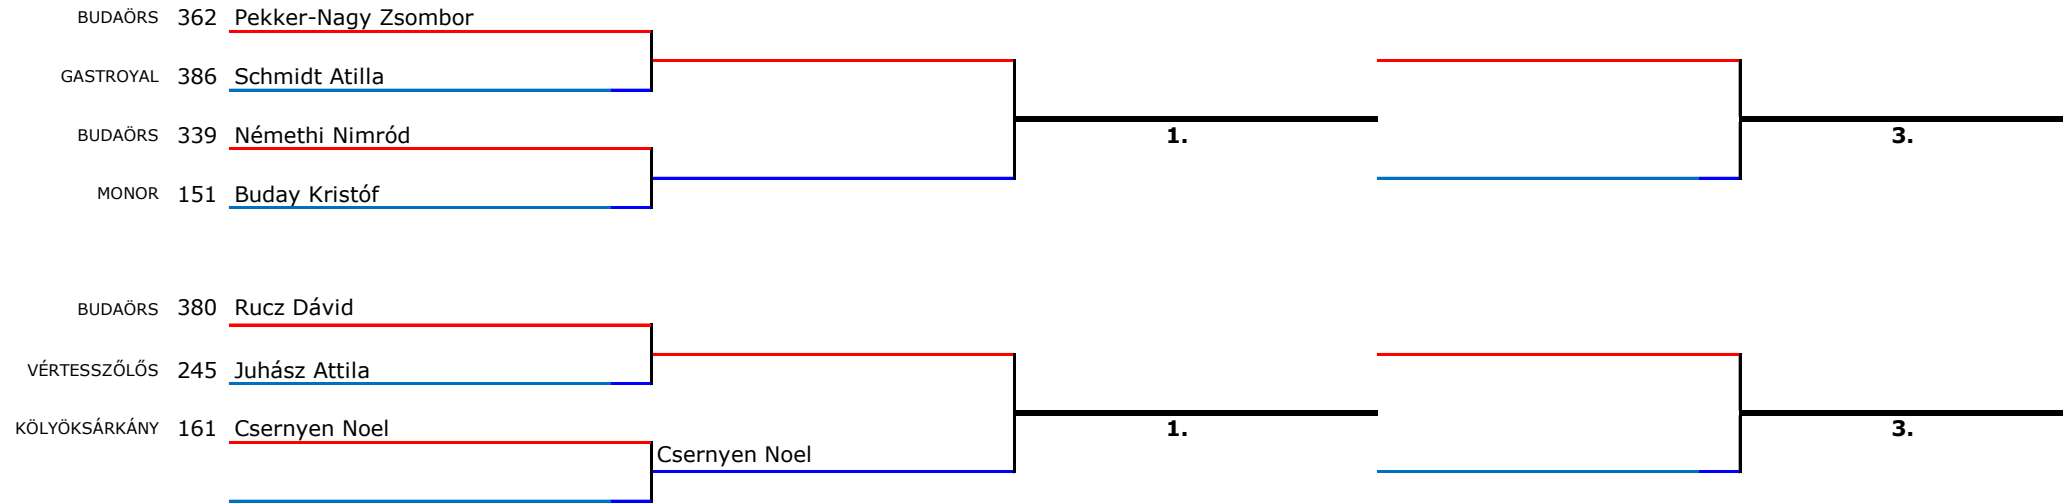 BUDAÖRS 362 Pekker-Nagy Zsombor
GASTROYAL 386 Schmidt Atilla
BUDAÖRS 339 Némethi Nimród
1. 3.
MONOR 151 Buday Kristóf
BUDAÖRS 380 Rucz Dávid
VÉRTESSZŐLŐS 245 Juhász Attila
KÖLYÖKSÁRKÁNY 161 Csernyen Noel
1. 3.
Csernyen Noel